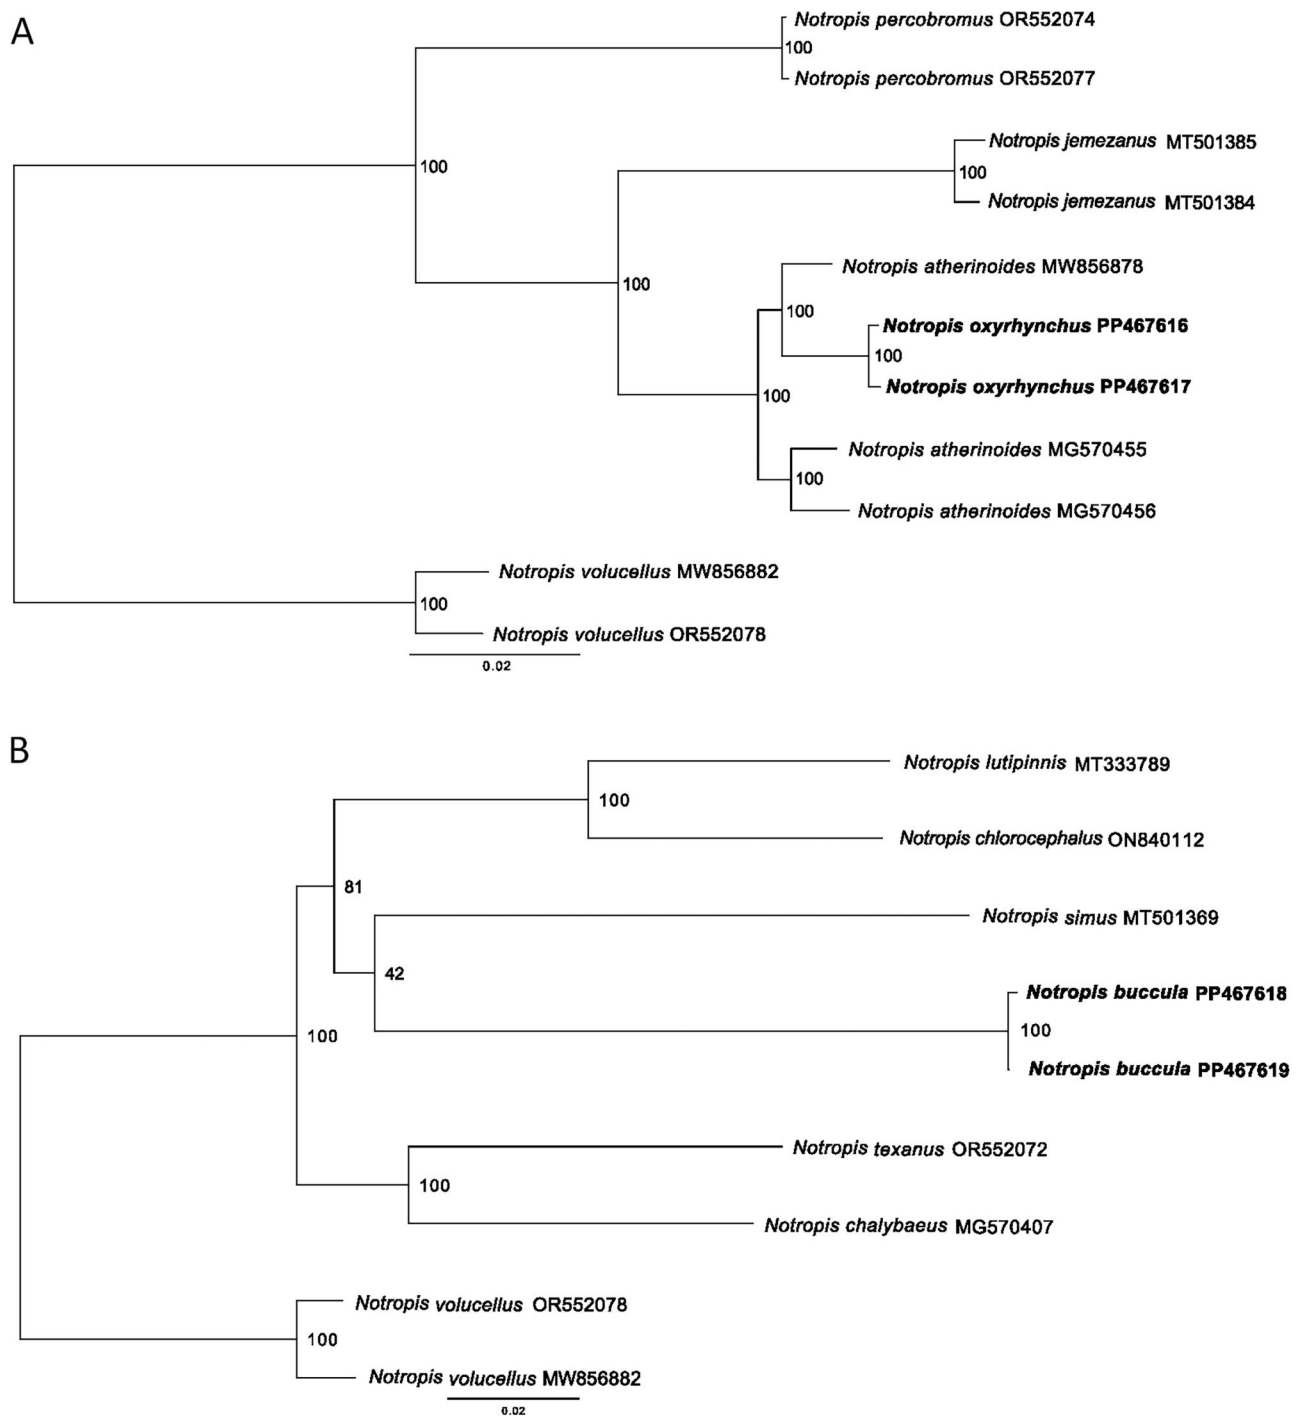 A
Notropis percobromus OR552074
100
Notropis percobromus OR552077
Notropis jemezanus MT501385
100
100
Notropis jemezanus MT501384
Notropis atherinoides MW856878
100
100
Notropis oxyrhynchus PP467616
100
Notropis oxyrhynchus PP467617
100
Notropis atherinoides MG570455
100
Notropis atherinoides MG570456
Notropis volucellus MW856882
100
Notropis volucellus OR552078
0.02
B
Notropis lutipinnis MT333789
100
Notropis chlorocephalus ON840112
81
Notropis simus MT501369
42
Notropis buccula PP467618
100
100
Notropis buccula PP467619
Notropis texanus OR552072
100
Notropis chalybaeus MG570407
Notropis volucellus OR552078
100
Notropis volucellus MW856882
0.02